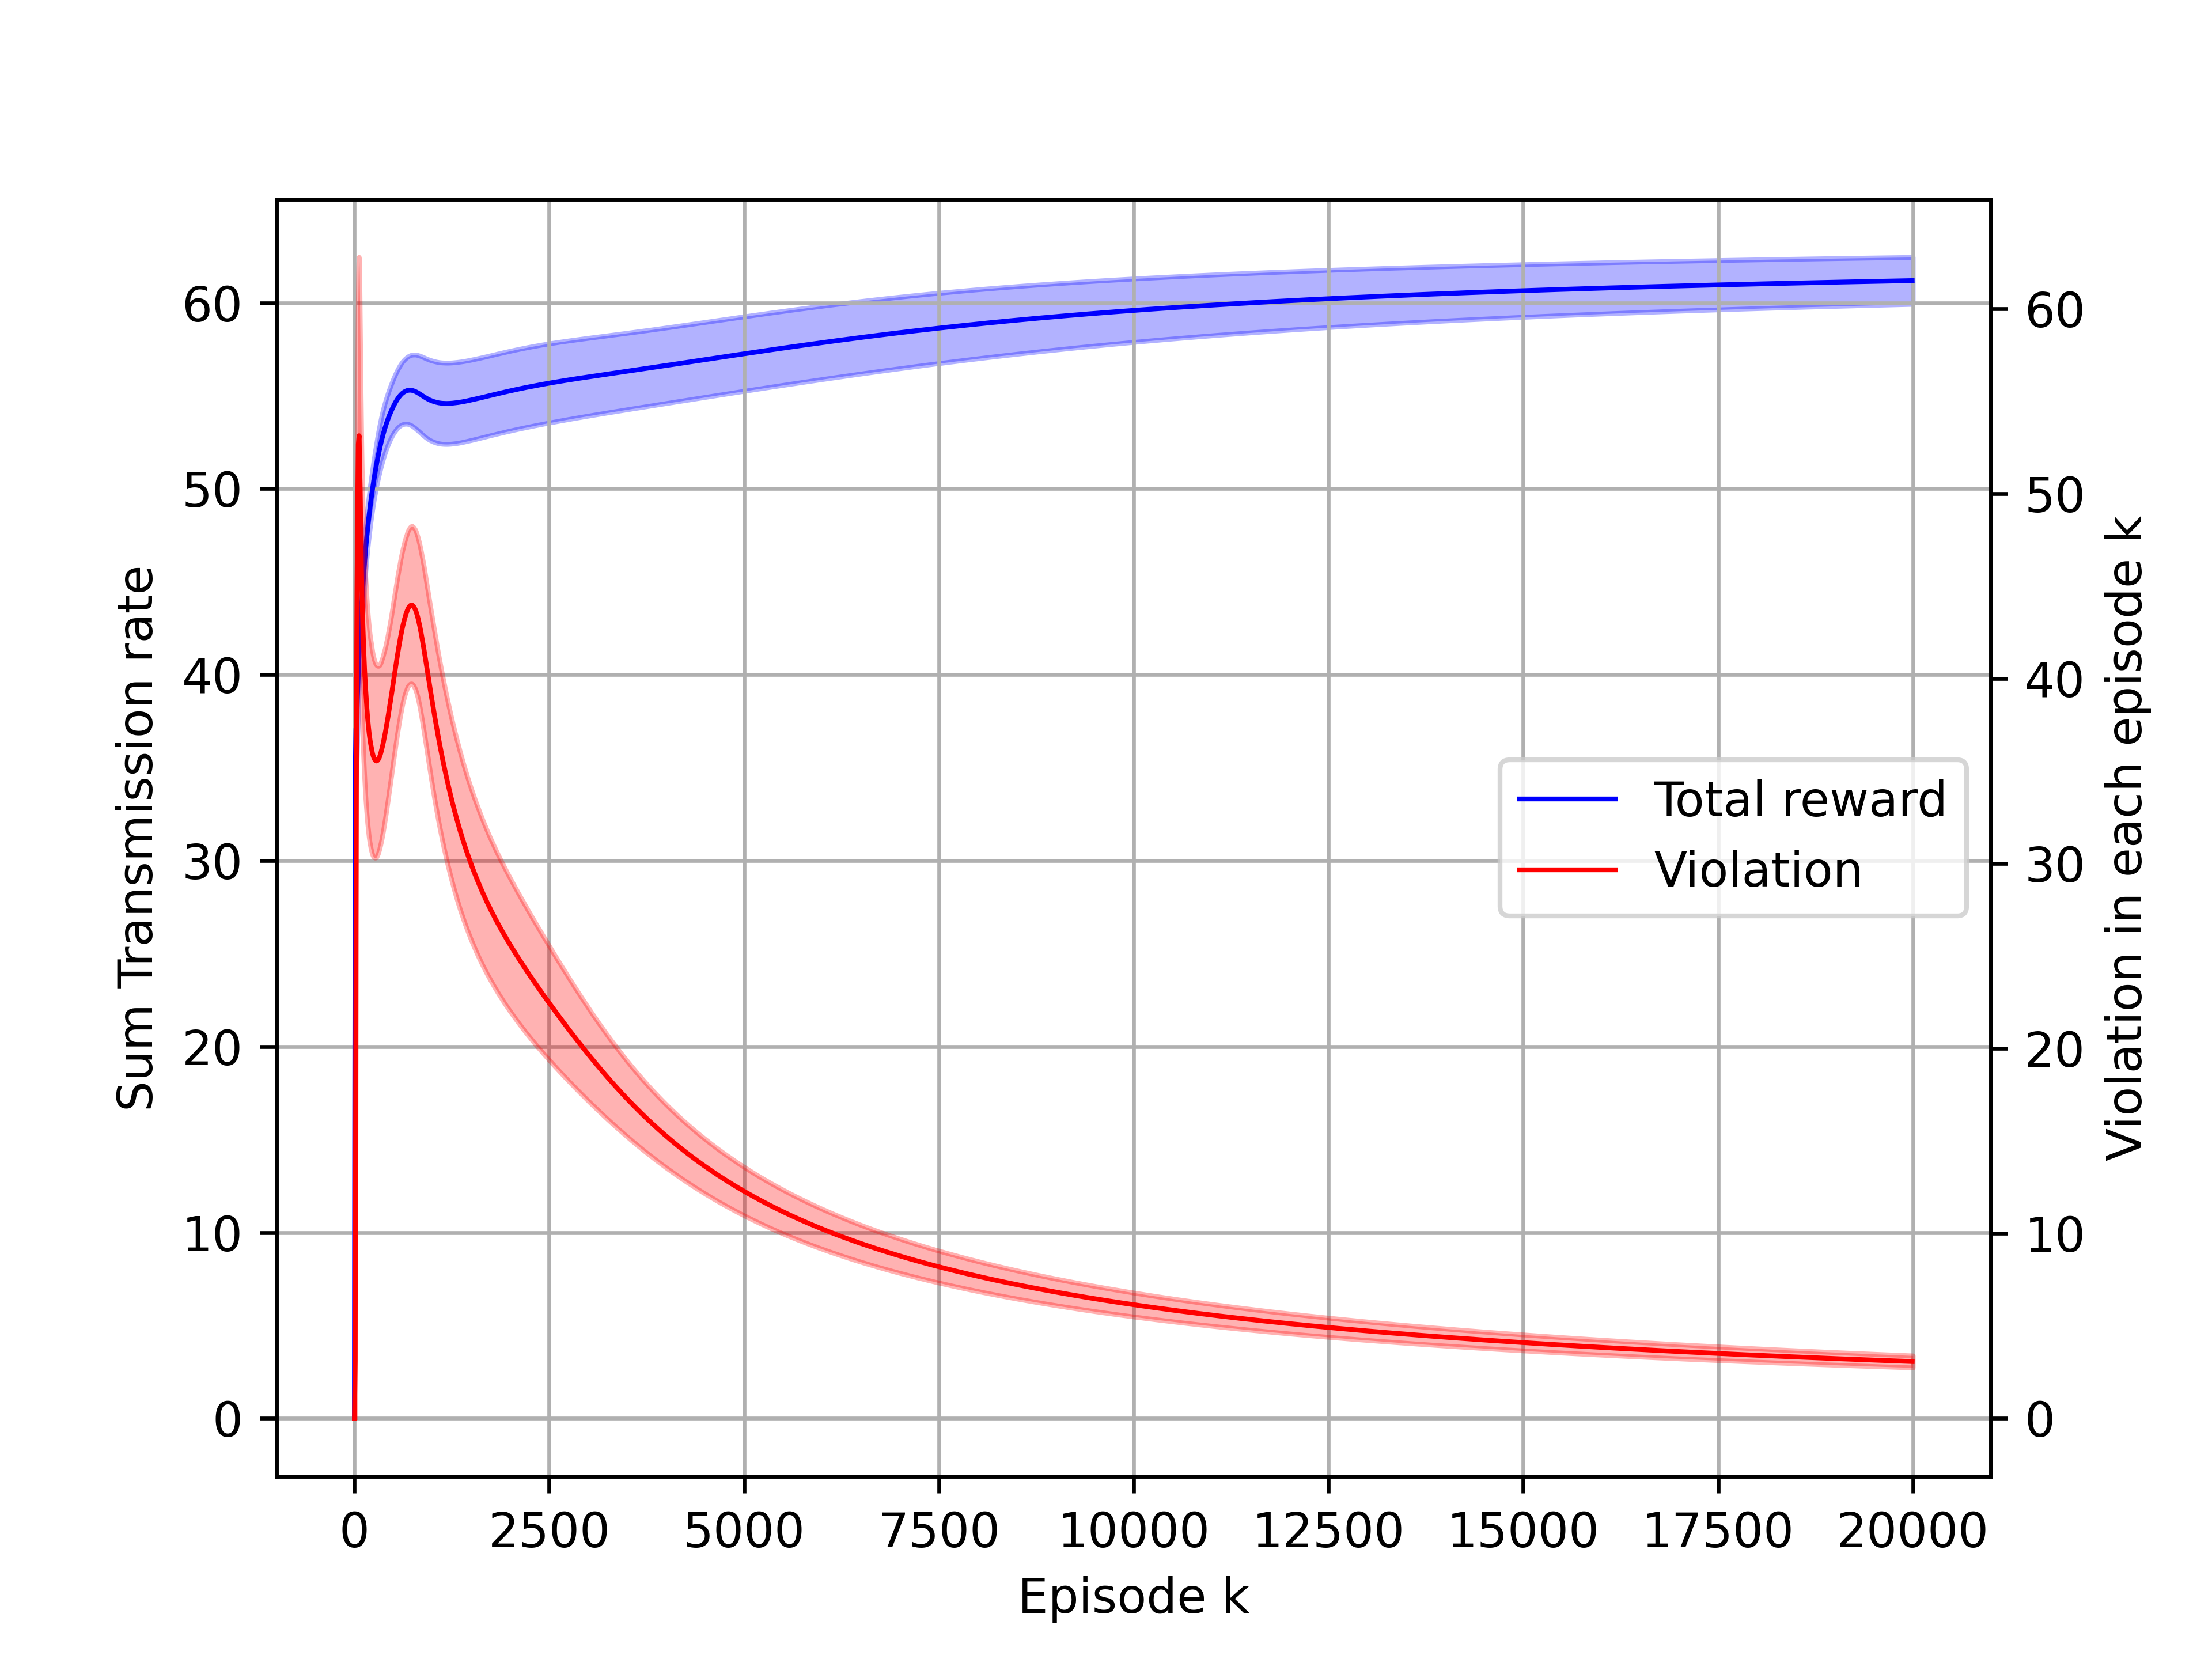 60
50
40
30
20
10
0
Sum Transmission rate
60
50
40
30
20
10
0
Violation in each episode k
Total reward
Violation
0 2500 5000 7500 10000 12500 15000 17500 20000
Episode k